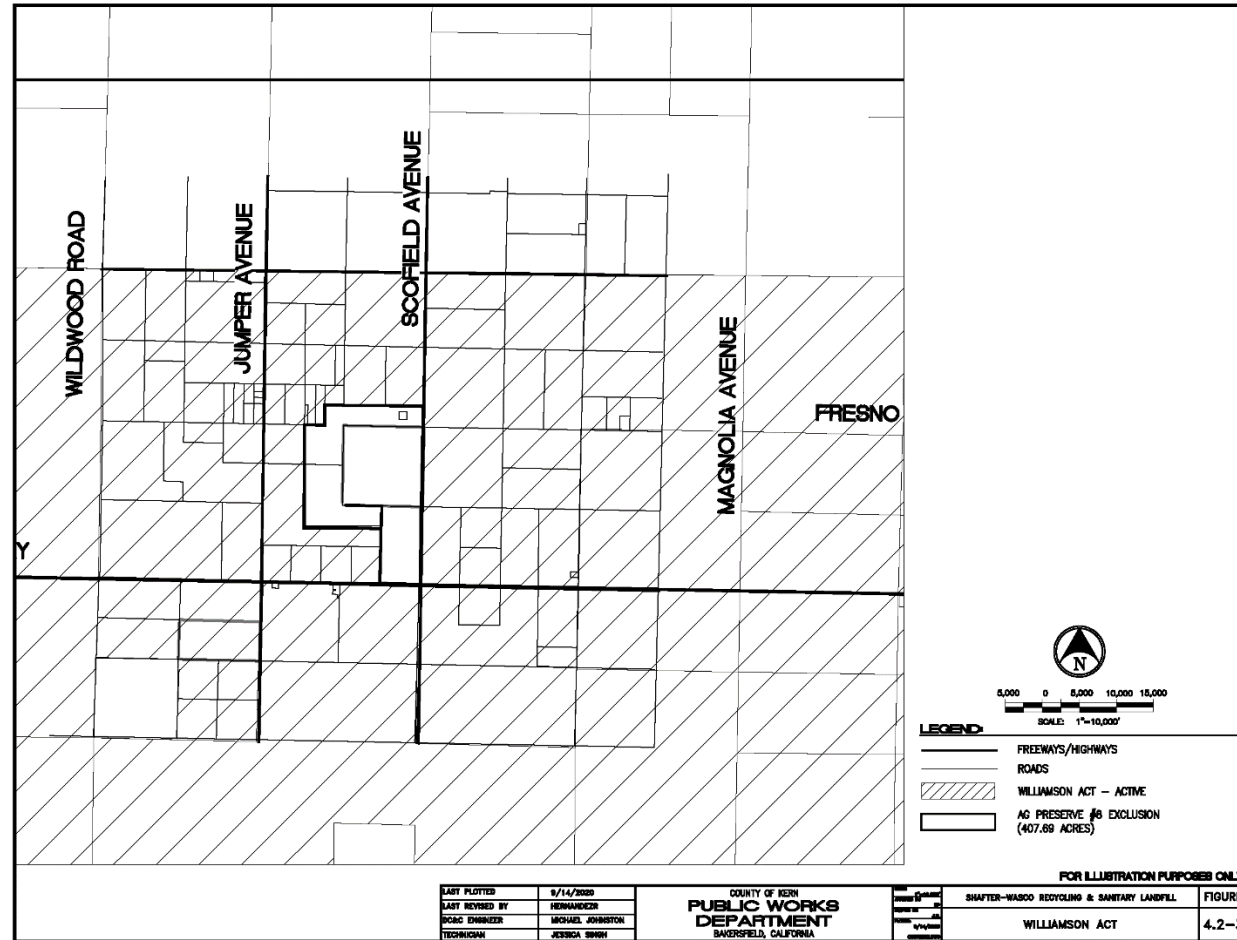 WILDWOOD ROAD
JUMPER AVENUE
SCOFIELD AVENUE
MAGNOLIA AVENUE
FRESNO
Y
N
5,000 0 5,000 10,000 15,000
SCALE: 1"=10,000'
LEGEND:
FREEWAYS/HIGHWAYS
ROADS
WILLIAMSON ACT - ACTIVE
AG PRESERVE #8 EXCLUSION
(407.69 ACRES)
FOR ILLUSTRATION PURPOSES ONL
LAST PLOTTED 9/14/2020
LAST REVISED BY HERNANDEZR
DC&C ENGINEER MICHAEL JOHNSTON
TECHNICIAN JESSICA SINGH
COUNTY OF KERN
PUBLIC WORKS
DEPARTMENT
BAKERSFIELD, CALIFORNIA
SHAFTER-WASCO RECYCLING & SANITARY LANDFILL
WILLIAMSON ACT
FIGURE
4.2-